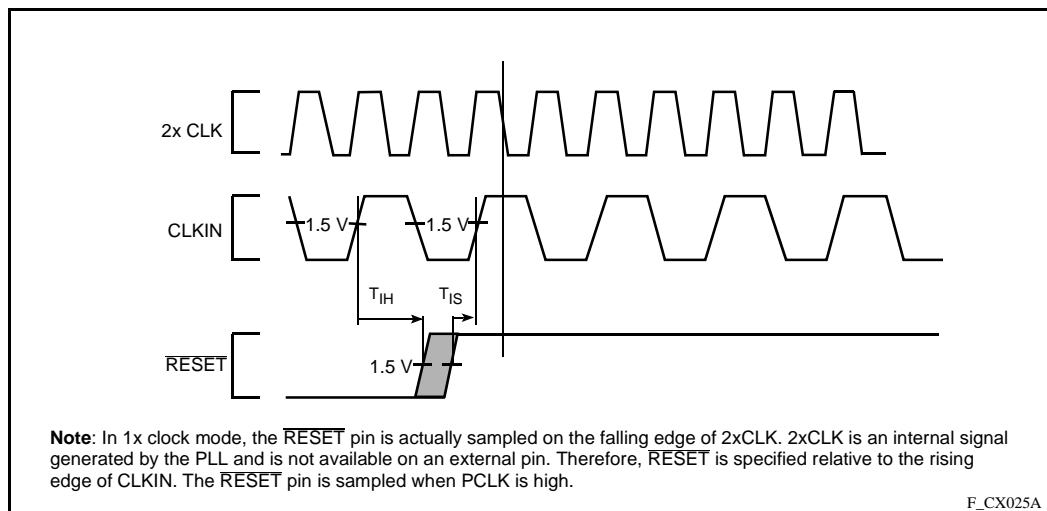 2x CLK
CLKIN
1.5 V
1.5 V
TIH
TIS
RESET
1.5 V
Note: In 1x clock mode, the RESET pin is actually sampled on the falling edge of 2xCLK. 2xCLK is an internal signal
generated by the PLL and is not available on an external pin. Therefore, RESET is specified relative to the rising
edge of CLKIN. The RESET pin is sampled when PCLK is high.
F_CX025A